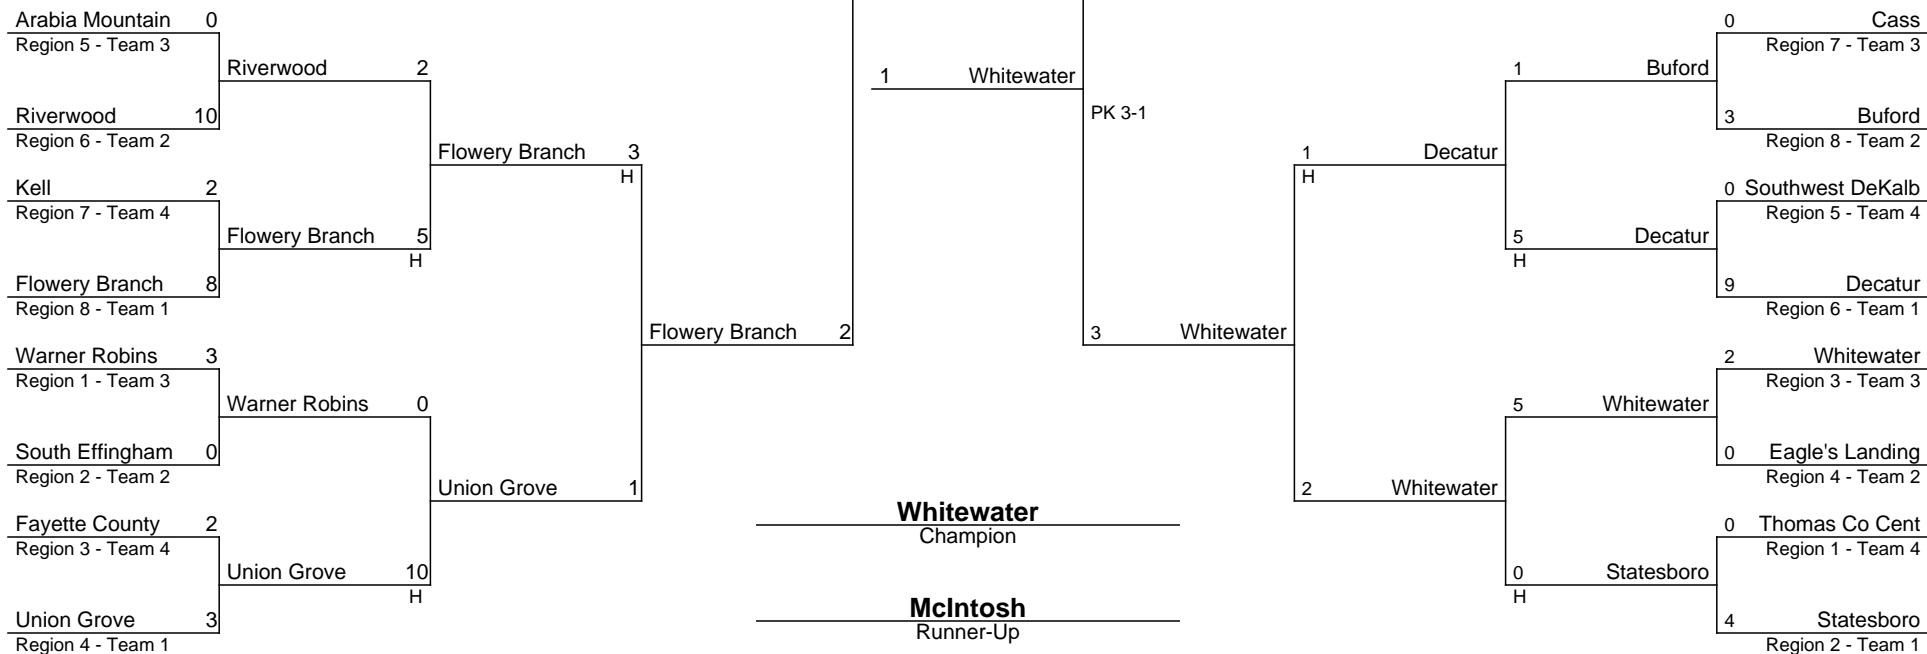 Arabia Mountain 0
Region 5 - Team 3
Riverwood 10
Region 6 - Team 2
Kell 2
Region 7 - Team 4
Flowery Branch 8
Region 8 - Team 1
Warner Robins 3
Region 1 - Team 3
South Effingham 0
Region 2 - Team 2
Fayette County 2
Region 3 - Team 4
Union Grove 3
Region 4 - Team 1
Riverwood 2
Flowery Branch 5
H
Warner Robins 0
Union Grove 10
H
Flowery Branch 3
H
Union Grove 1
Flowery Branch 2
1 Whitewater
PK 3-1
3 Whitewater
Whitewater
Champion
McIntosh
Runner-Up
1 Decatur
H
2 Whitewater
1 Buford
5 Decatur
H
5 Whitewater
0 Statesboro
H
0 Cass
Region 7 - Team 3
3 Buford
Region 8 - Team 2
0 Southwest DeKalb
Region 5 - Team 4
9 Decatur
Region 6 - Team 1
2 Whitewater
Region 3 - Team 3
0 Eagle's Landing
Region 4 - Team 2
0 Thomas Co Cent
Region 1 - Team 4
4 Statesboro
Region 2 - Team 1